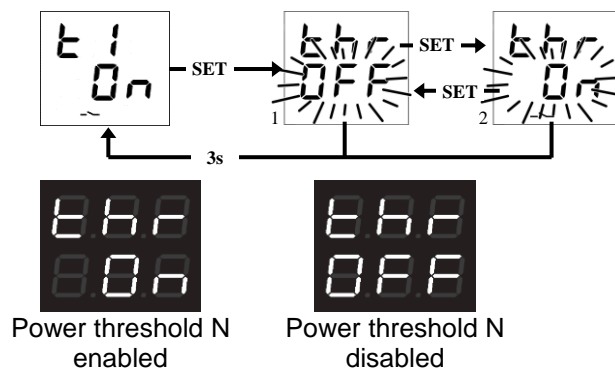 t1
On
SET
thr
OFF
1
SET
SET
thr
On
2
3s
thr
On
thr
OFF
Power threshold N
enabled
Power threshold N
disabled